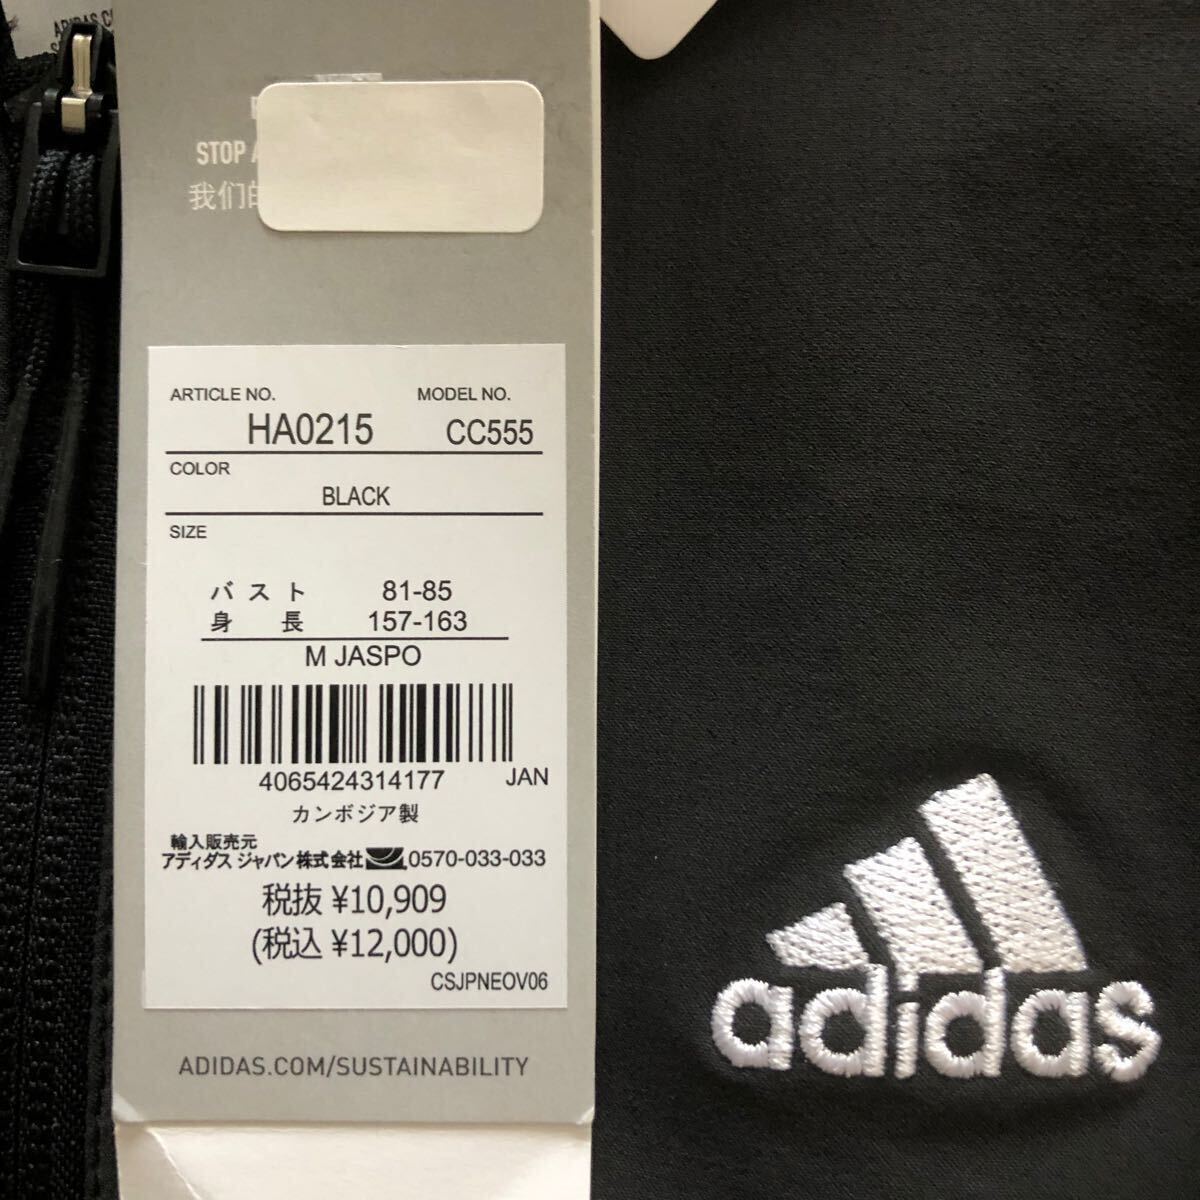 STOP
我们的
ARTICLE NO. MODEL NO.
HA0215 CC555
COLOR
BLACK
SIZE
バスト 81-85
身長 157-163
M JASPO
4065424314177 JAN
カンボジア製
輸入販売元
アディダス ジャパン株式会社 0570-033-033
税抜 ¥10,909
(税込 ¥12,000)
CSJPNEOV06
ADIDAS.COM/SUSTAINABILITY
adidas